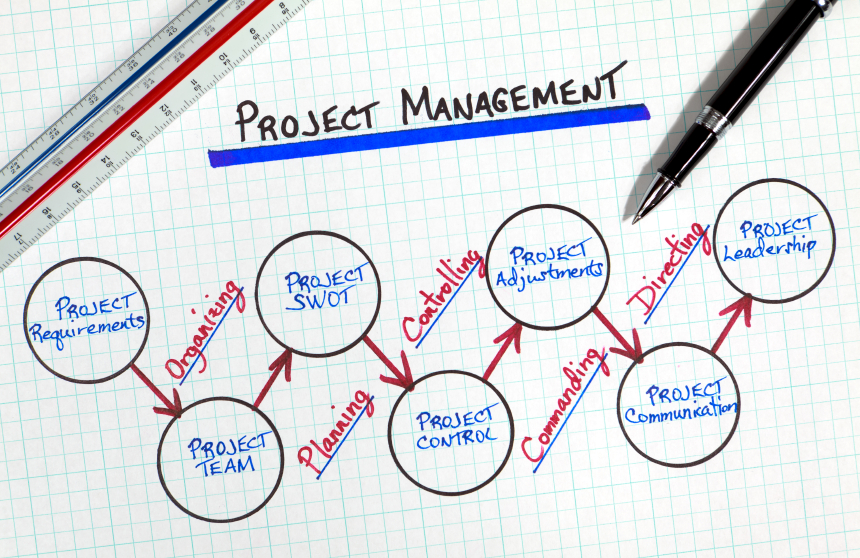 PROJECT MANAGEMENT
PROJECT
Requirements
Organizing
PROJECT
TEAM
PROJECT
SWOT
Planning
Controlling
PROJECT
CONTROL
PROJECT
Adjustments
Commanding
Directing
PROJECT
Communication
PROJECT
Leadership